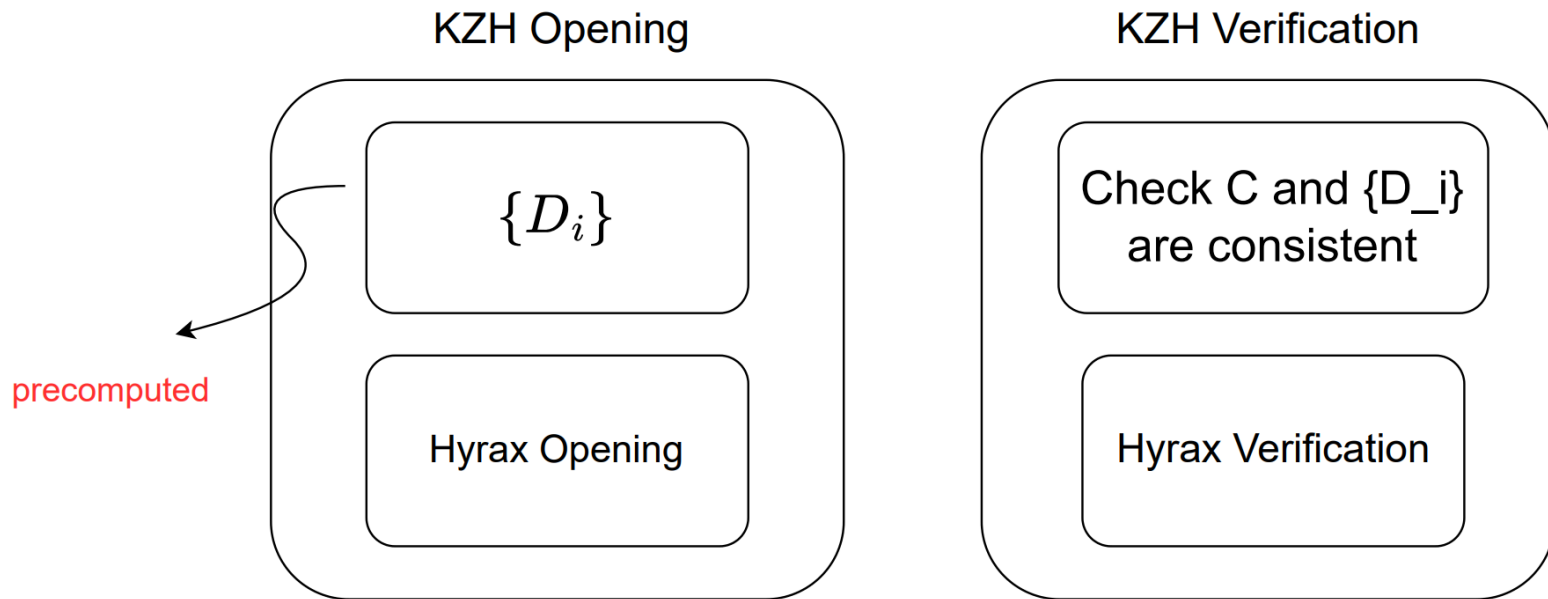 KZH Opening
{D_i}
precomputed
Hyrax Opening
KZH Verification
Check C and {D_i}
are consistent
Hyrax Verification